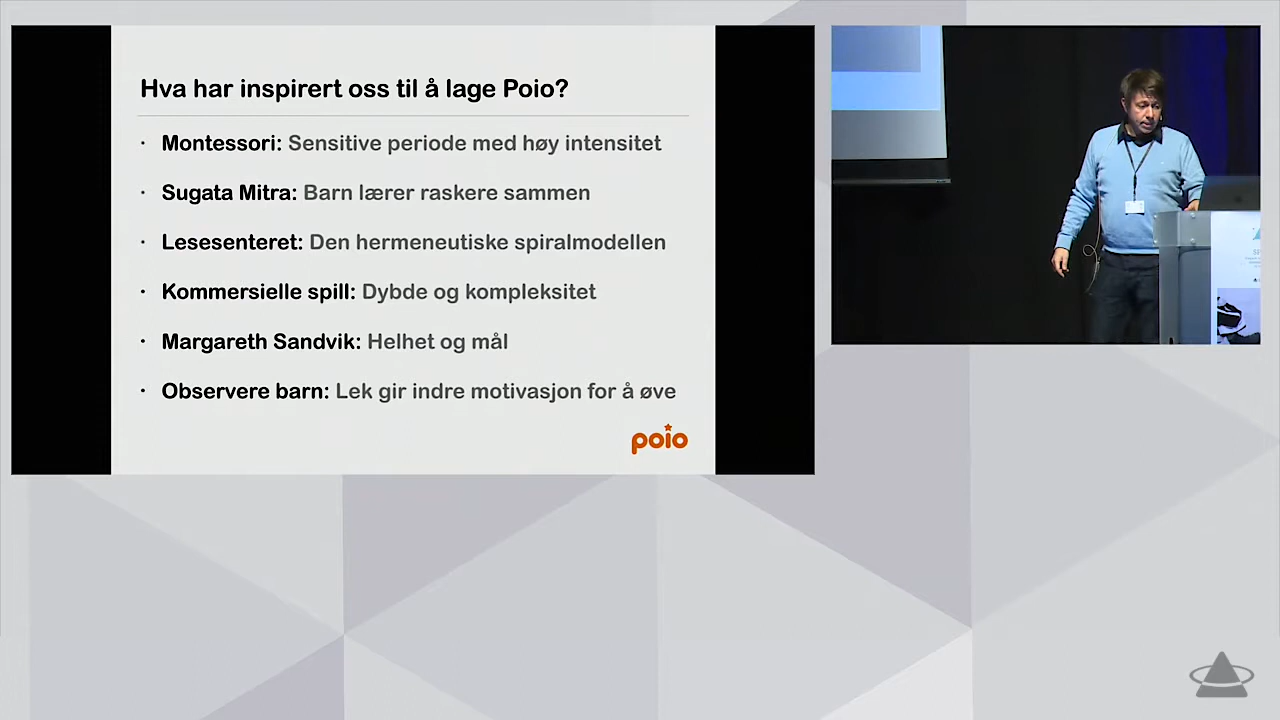 Hva har inspirert oss til å lage Poio?
· Montessori: Sensitive periode med høy intensitet
· Sugata Mitra: Barn lærer raskere sammen
· Lesesenteret: Den hermeneutiske spiralmodellen
· Kommersielle spill: Dybde og kompleksitet
· Margareth Sandvik: Helhet og mål
· Observere barn: Lek gir indre motivasjon for å øve
poio